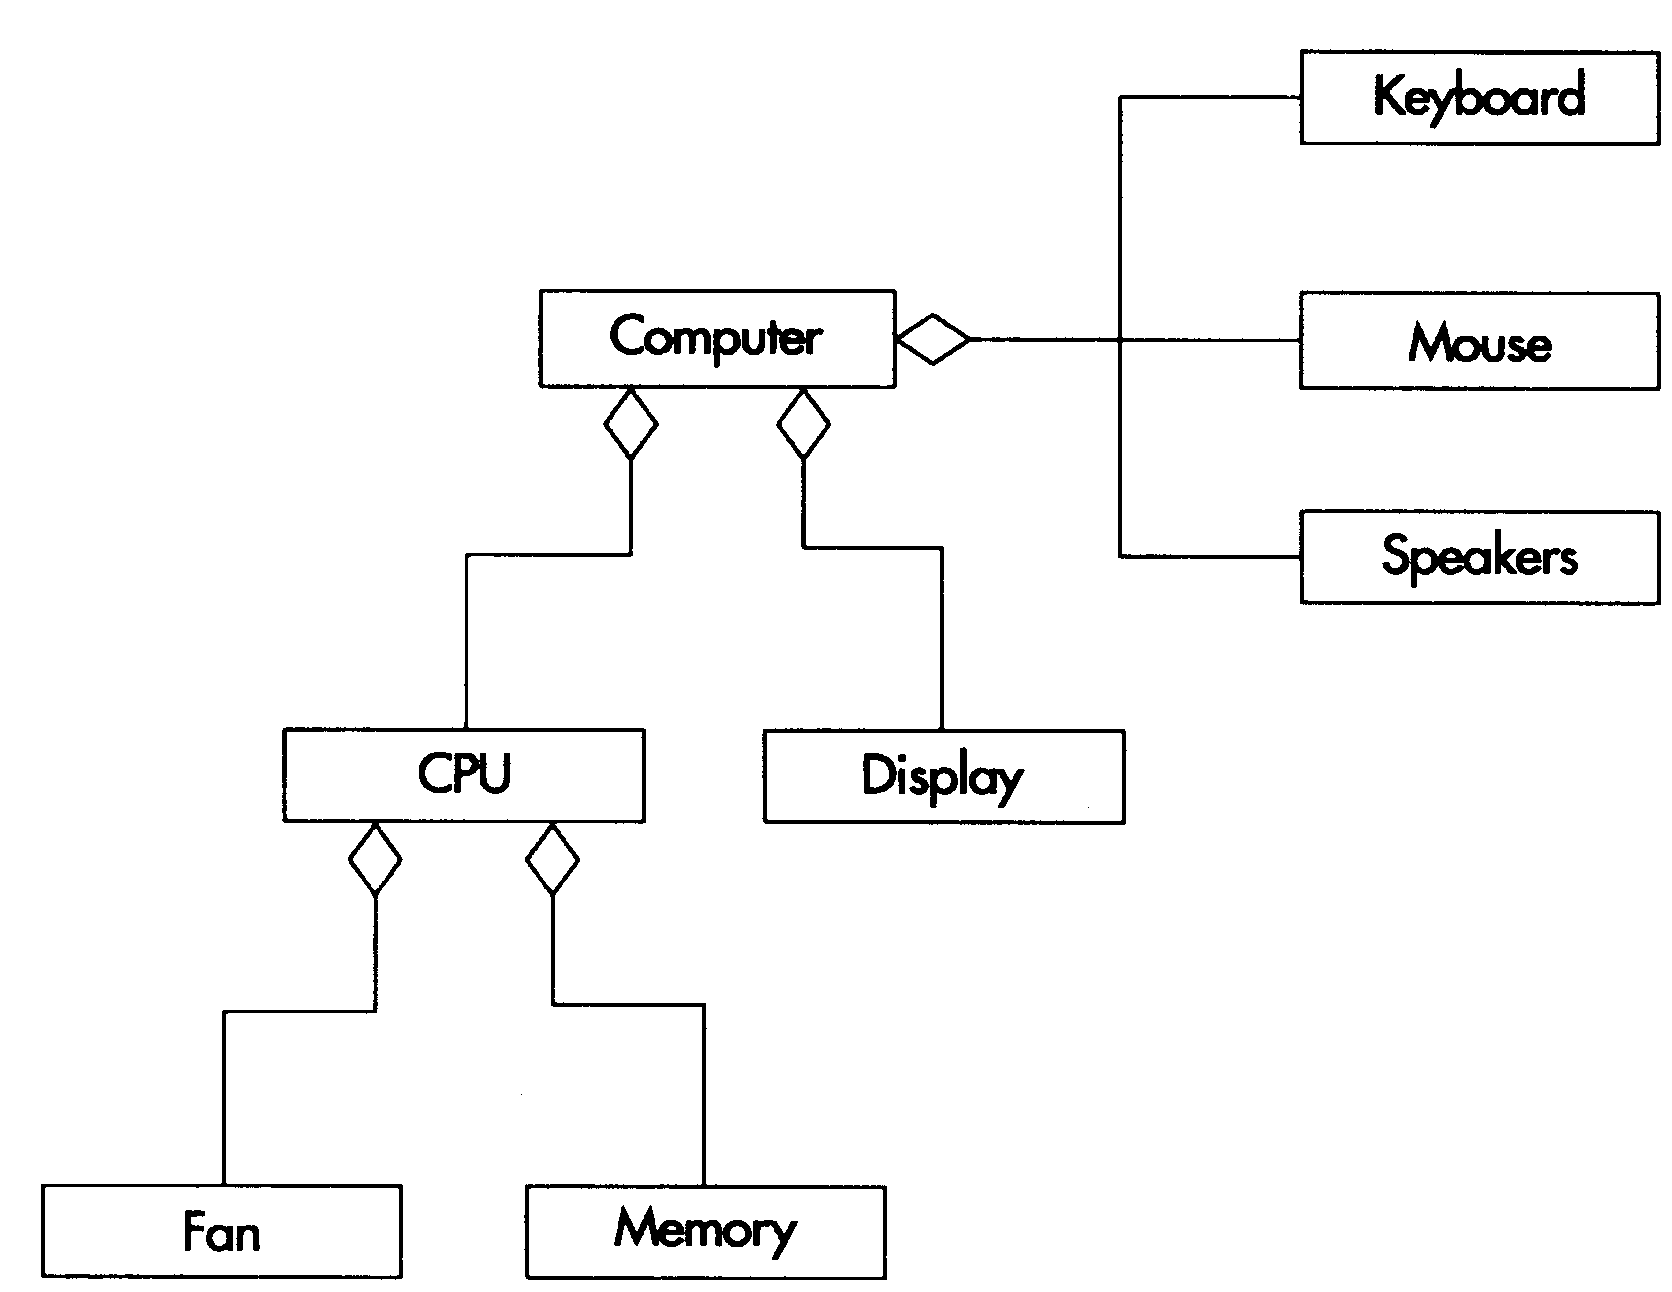 Keyboard
Computer
Mouse
Speakers
CPU
Display
Fan
Memory